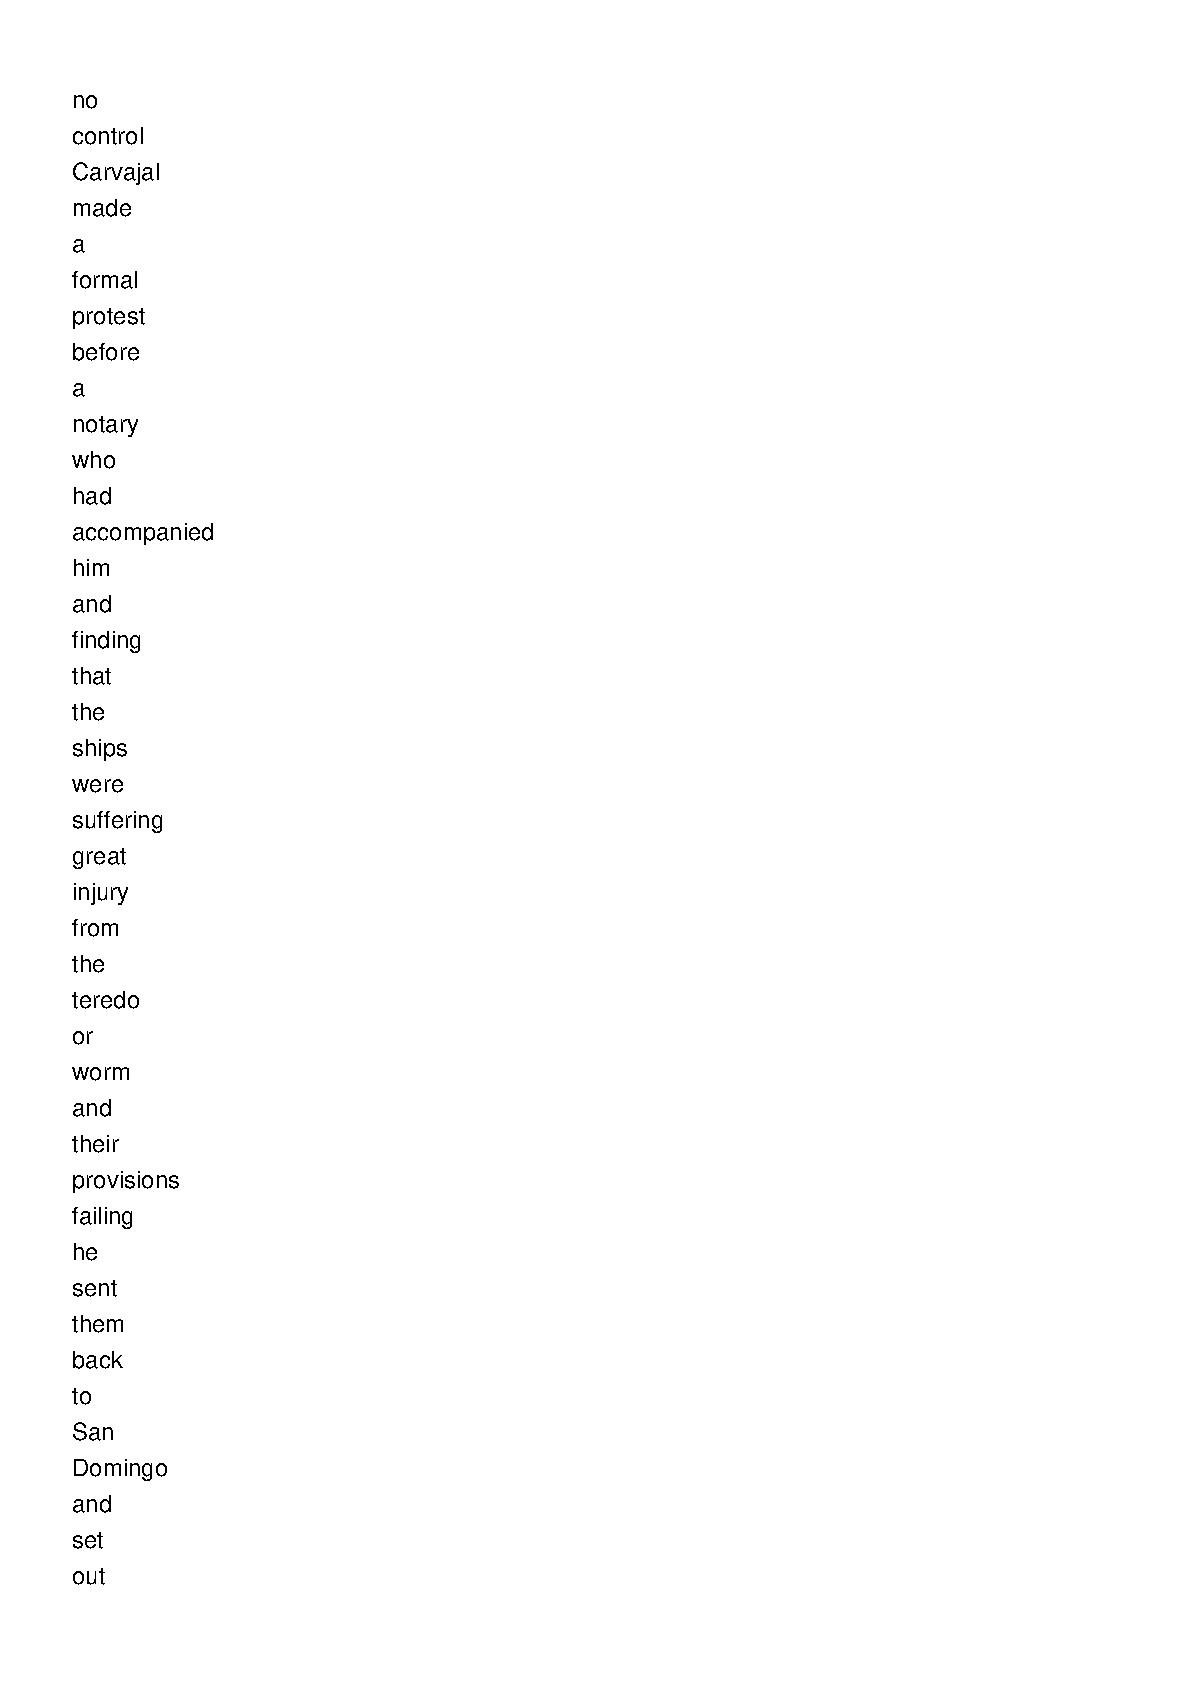 no
control
Carvajal
made
a
formal
protest
before
a
notary
who
had
accompanied
him
and
finding
that
the
ships
were
suffering
great
injury
from
the
teredo
or
worm
and
their
provisions
failing
he
sent
them
back
to
San
Domingo
and
set
out